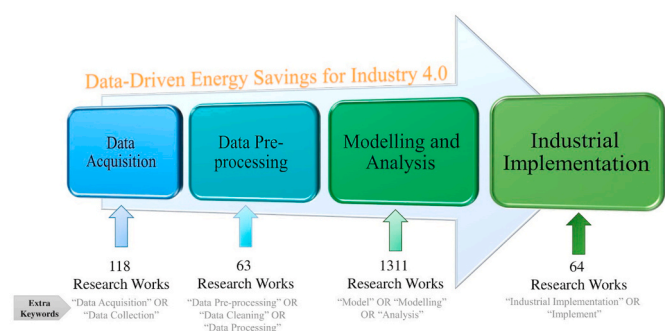 Data-Driven Energy Savings for Industry 4.0
Data
Acquisition
Data Pre-
processing
Modelling and
Analysis
Industrial
Implementation
118
Research Works
63
Research Works
1311
Research Works
64
Research Works
Extra
Keywords
"Data Acquisition" OR
"Data Collection"
"Data Pre-processing" OR
"Data Cleaning" OR
"Data Processing"
"Model" OR "Modelling"
OR "Analysis"
"Industrial Implementation" OR
"Implement"